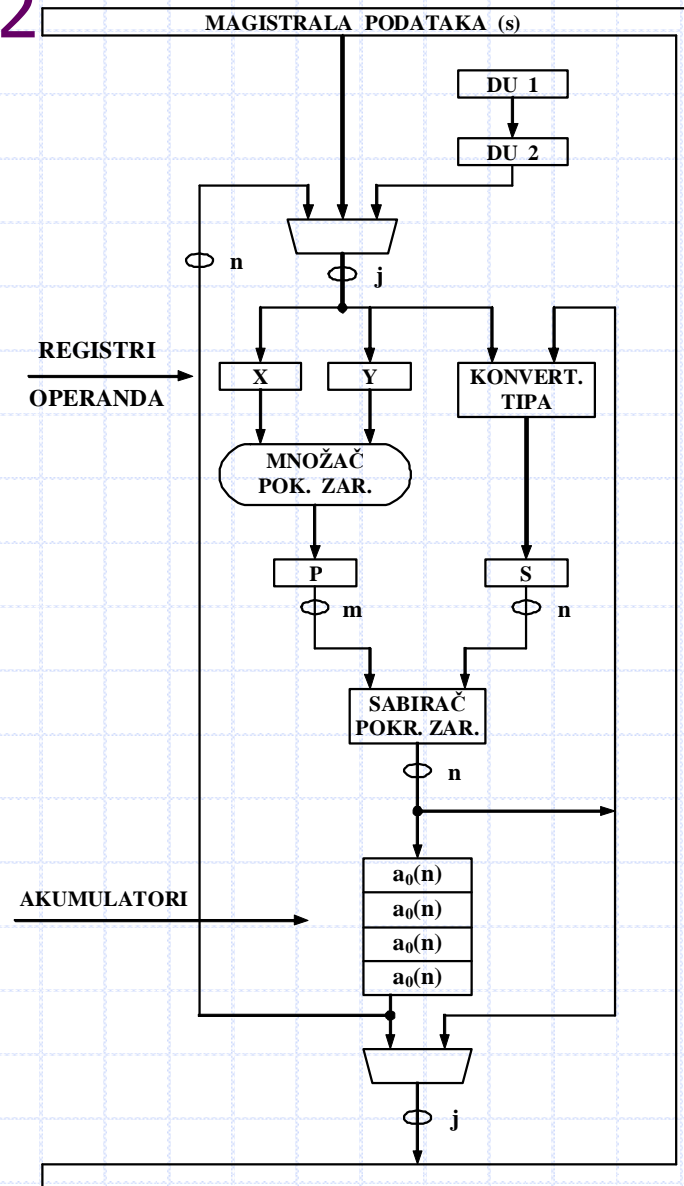 2
MAGISTRALA PODATAKA (s)
DU 1
DU 2
n
j
REGISTRI
OPERANDA
X
Y
KONVERT.
TIPA
MNOŽAČ
POK. ZAR.
P
S
m
n
SABIRAČ
POKR. ZAR.
n
AKUMULATORI
a₀(n)
a₀(n)
a₀(n)
a₀(n)
j